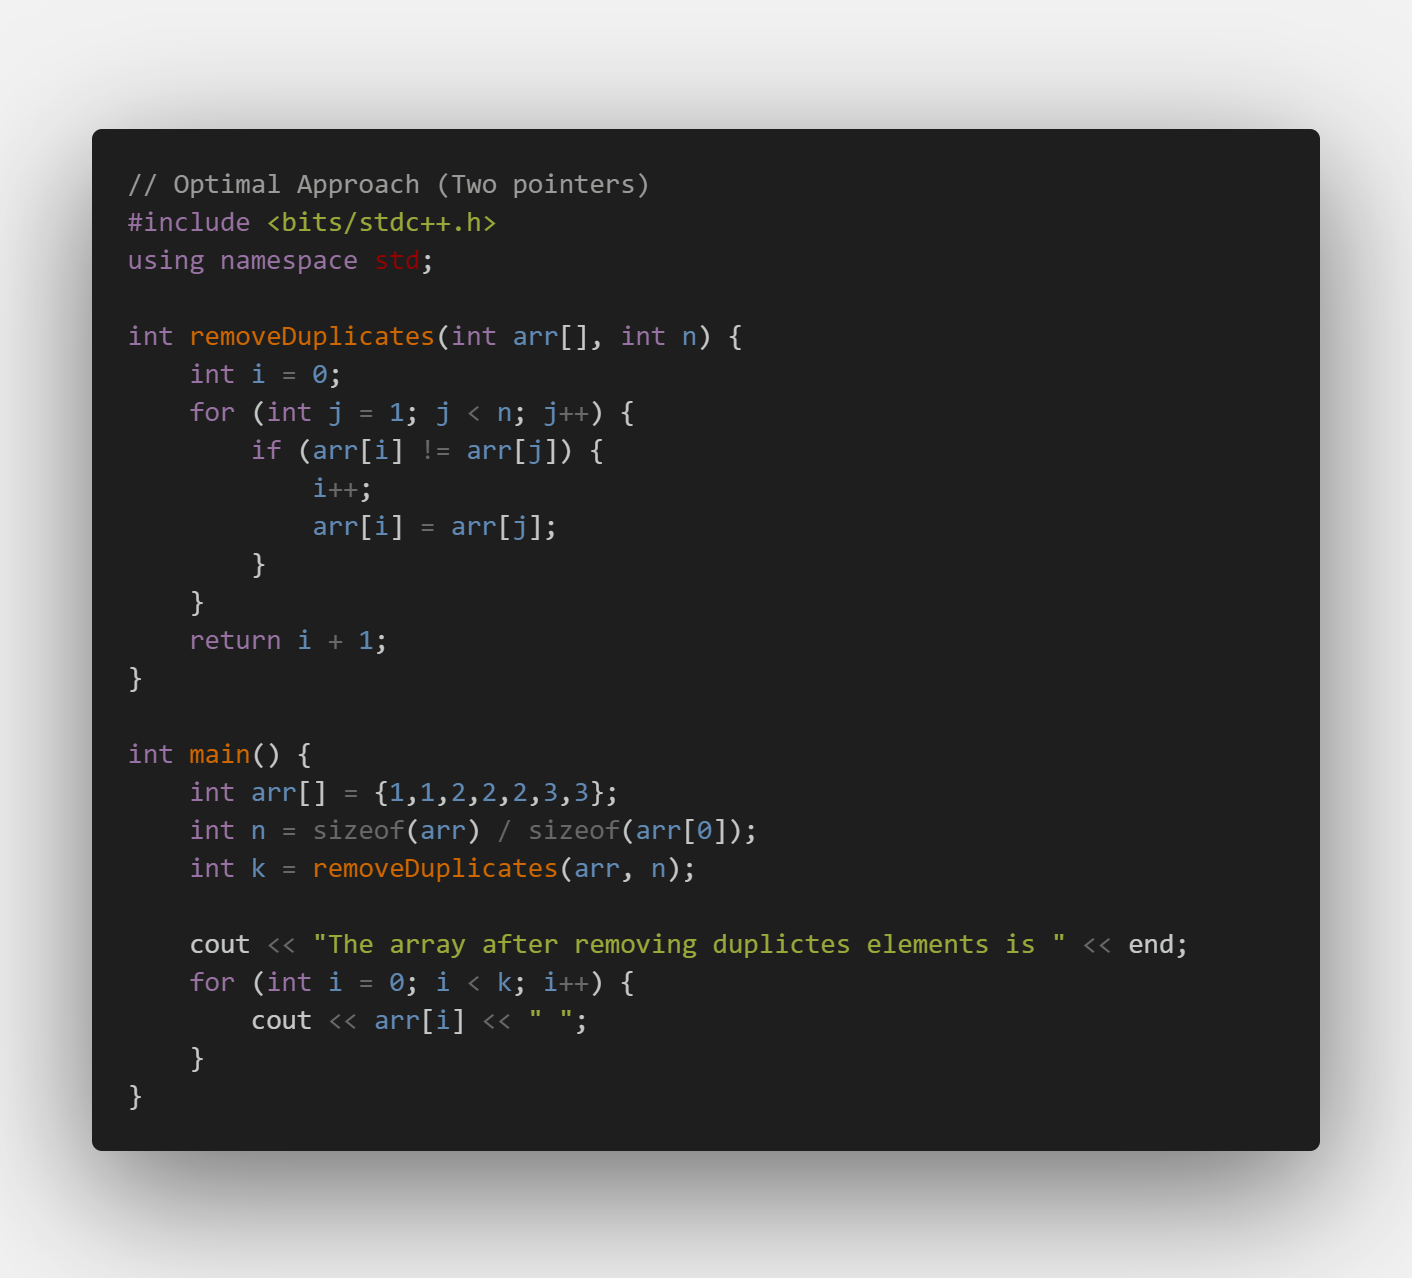 // Optimal Approach (Two pointers)
#include <bits/stdc++.h>
using namespace std;

int removeDuplicates(int arr[], int n) {
    int i = 0;
    for (int j = 1; j < n; j++) {
        if (arr[i] != arr[j]) {
            i++;
            arr[i] = arr[j];
        }
    }
    return i + 1;
}

int main() {
    int arr[] = {1,1,2,2,2,3,3};
    int n = sizeof(arr) / sizeof(arr[0]);
    int k = removeDuplicates(arr, n);

    cout << "The array after removing duplictes elements is " << end;
    for (int i = 0; i < k; i++) {
        cout << arr[i] << " ";
    }
}